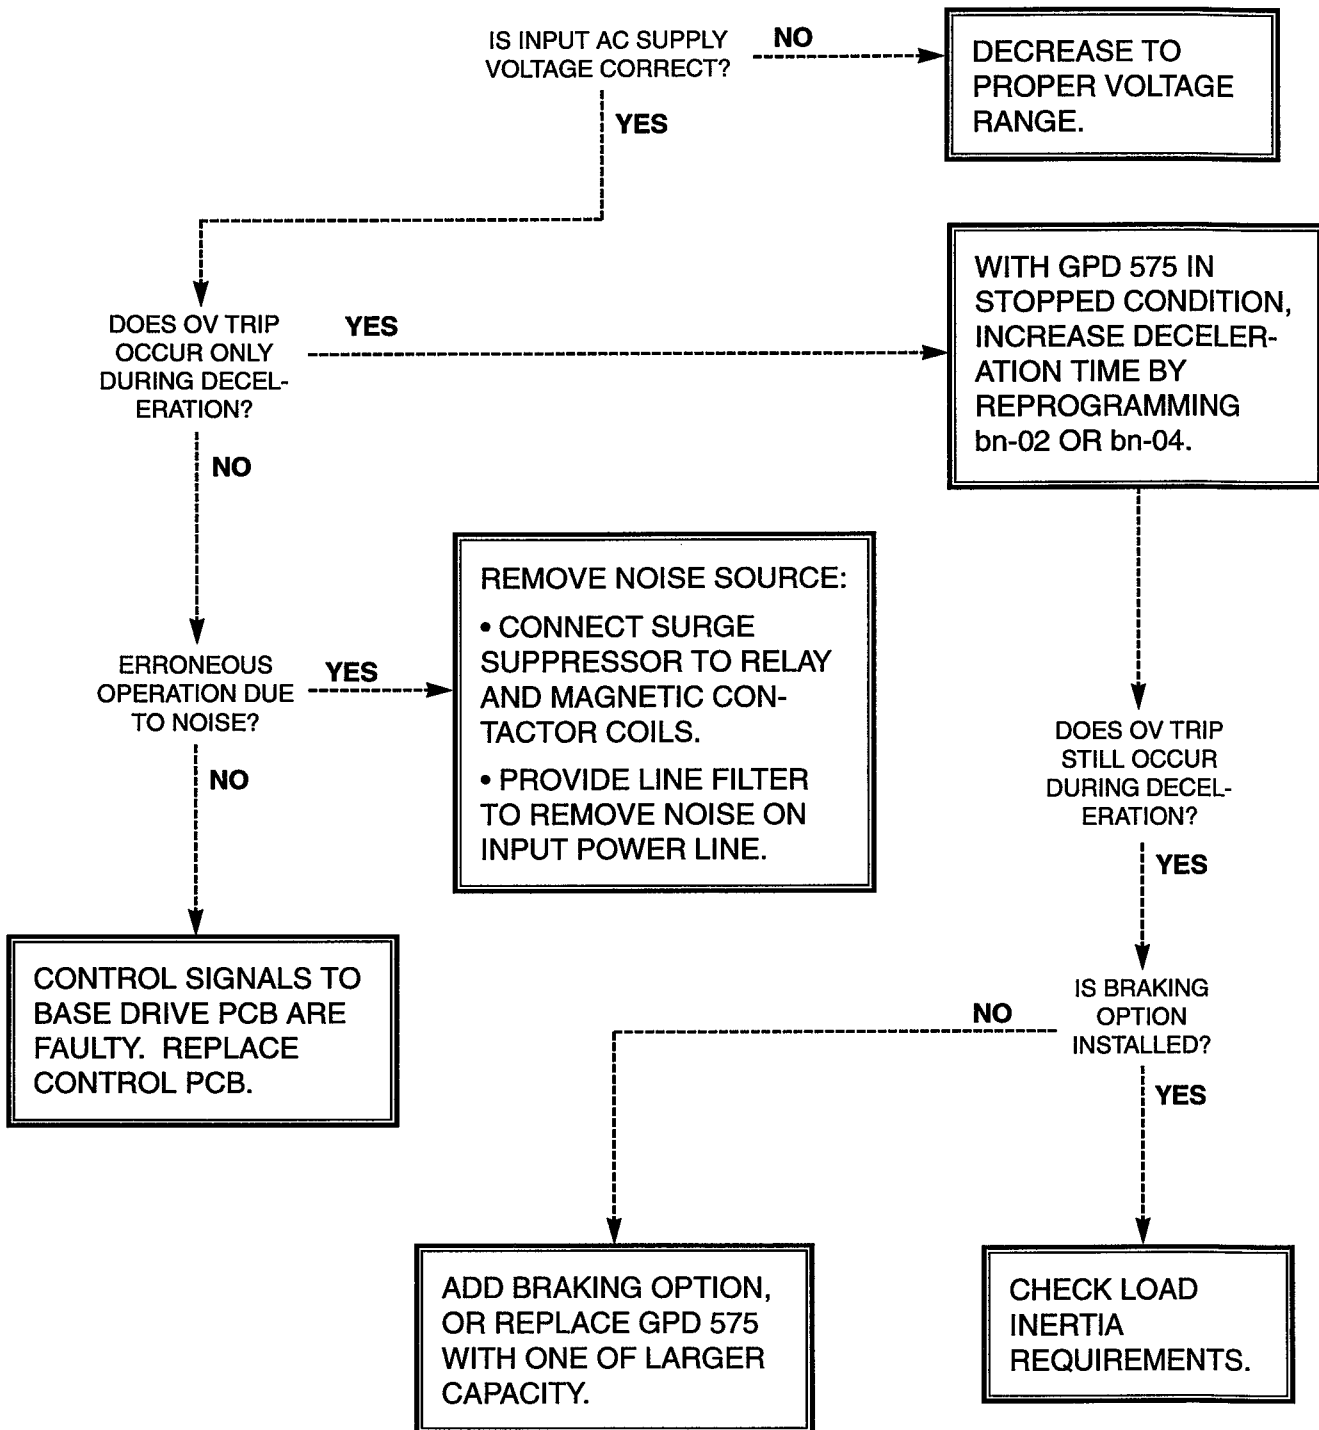 IS INPUT AC SUPPLY
VOLTAGE CORRECT?
NO
DECREASE TO
PROPER VOLTAGE
RANGE.
YES
DOES OV TRIP
OCCUR ONLY
DURING DECEL-
ERATION?
YES
WITH GPD 575 IN
STOPPED CONDITION,
INCREASE DECELER-
ATION TIME BY
REPROGRAMMING
bn-02 OR bn-04.
NO
ERRONEOUS
OPERATION DUE
TO NOISE?
YES
REMOVE NOISE SOURCE:
• CONNECT SURGE
SUPPRESSOR TO RELAY
AND MAGNETIC CON-
TACTOR COILS.
• PROVIDE LINE FILTER
TO REMOVE NOISE ON
INPUT POWER LINE.
NO
CONTROL SIGNALS TO
BASE DRIVE PCB ARE
FAULTY. REPLACE
CONTROL PCB.
DOES OV TRIP
STILL OCCUR
DURING DECEL-
ERATION?
YES
IS BRAKING
OPTION
INSTALLED?
NO
YES
ADD BRAKING OPTION,
OR REPLACE GPD 575
WITH ONE OF LARGER
CAPACITY.
CHECK LOAD
INERTIA
REQUIREMENTS.